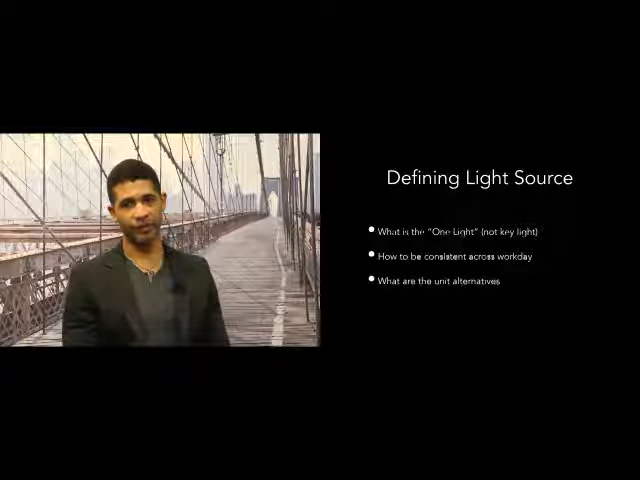 Defining Light Source
What is the “One Light” (not key light)
How to be consistent across workday
What are the unit alternatives